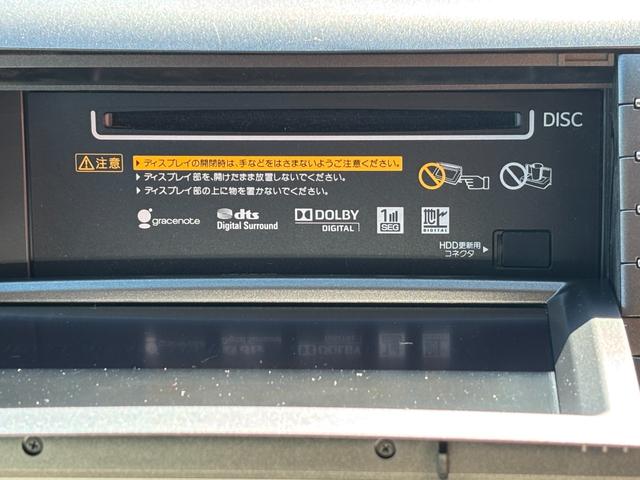 DISC
注意
ディスプレイの開閉時は、手などをはさまないようご注意ください。
ディスプレイ部を、開けたまま放置しないでください。
ディスプレイ部の上に物を置かないでください。
gracenote
dts
Digital Surround
DOLBY
DIGITAL
1
SEG
地デジ
DIGITAL
HDD更新用
コネクタ